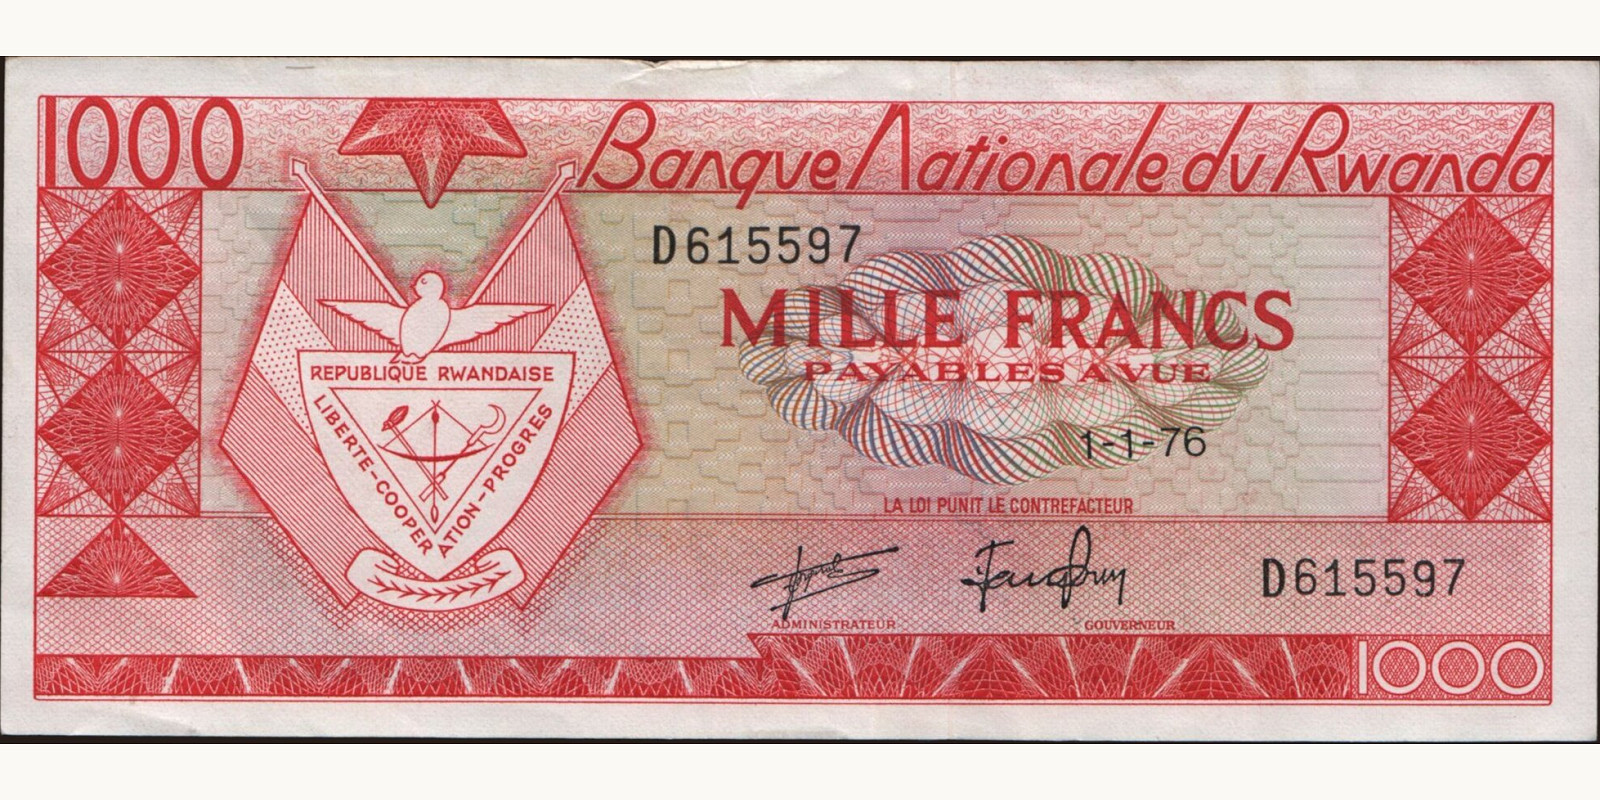 1000
Banque Nationale du Rwanda
D615597
MILLE FRANCS
PAYABLES A VUE
REPUBLIQUE RWANDAISE
LIBERTE-COOPERATION-PROGRES
1-1-76
LA LOI PUNIT LE CONTREFACTEUR
D615597
ADMINISTRATEUR
GOUVERNEUR
1000